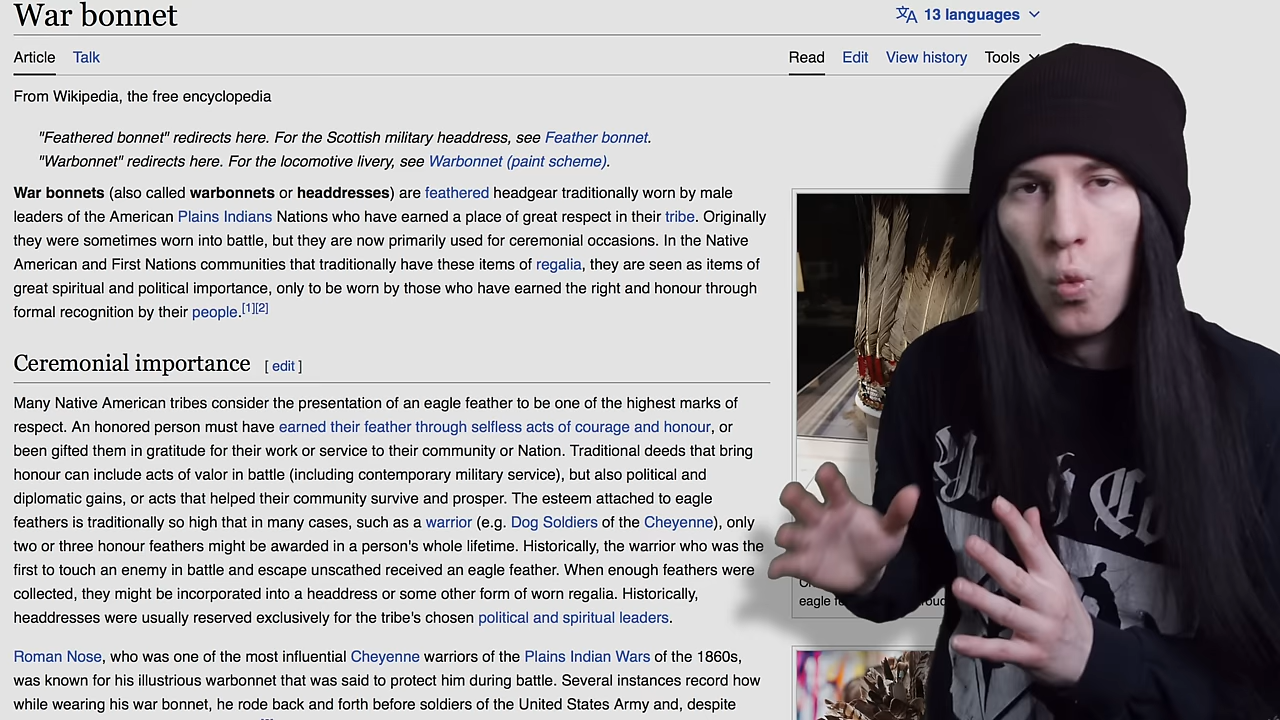 War bonnet
13 languages
Article Talk Read Edit View history Tools
From Wikipedia, the free encyclopedia
"Feathered bonnet" redirects here. For the Scottish military headdress, see Feather bonnet.
"Warbonnet" redirects here. For the locomotive livery, see Warbonnet (paint scheme).
War bonnets (also called warbonnets or headdresses) are feathered headgear traditionally worn by male
leaders of the American Plains Indians Nations who have earned a place of great respect in their tribe. Originally
they were sometimes worn into battle, but they are now primarily used for ceremonial occasions. In the Native
American and First Nations communities that traditionally have these items of regalia, they are seen as items of
great spiritual and political importance, only to be worn by those who have earned the right and honour through
formal recognition by their people.[1][2]
Ceremonial importance [ edit ]
Many Native American tribes consider the presentation of an eagle feather to be one of the highest marks of
respect. An honored person must have earned their feather through selfless acts of courage and honour, or
been gifted them in gratitude for their work or service to their community or Nation. Traditional deeds that bring
honour can include acts of valor in battle (including contemporary military service), but also political and
diplomatic gains, or acts that helped their community survive and prosper. The esteem attached to eagle
feathers is traditionally so high that in many cases, such as a warrior (e.g. Dog Soldiers of the Cheyenne), only
two or three honour feathers might be awarded in a person's whole lifetime. Historically, the warrior who was the
first to touch an enemy in battle and escape unscathed received an eagle feather. When enough feathers were
collected, they might be incorporated into a headdress or some other form of worn regalia. Historically,
headdresses were usually reserved exclusively for the tribe's chosen political and spiritual leaders.
Roman Nose, who was one of the most influential Cheyenne warriors of the Plains Indian Wars of the 1860s,
was known for his illustrious warbonnet that was said to protect him during battle. Several instances record how
while wearing his war bonnet, he rode back and forth before soldiers of the United States Army and, despite
eagle